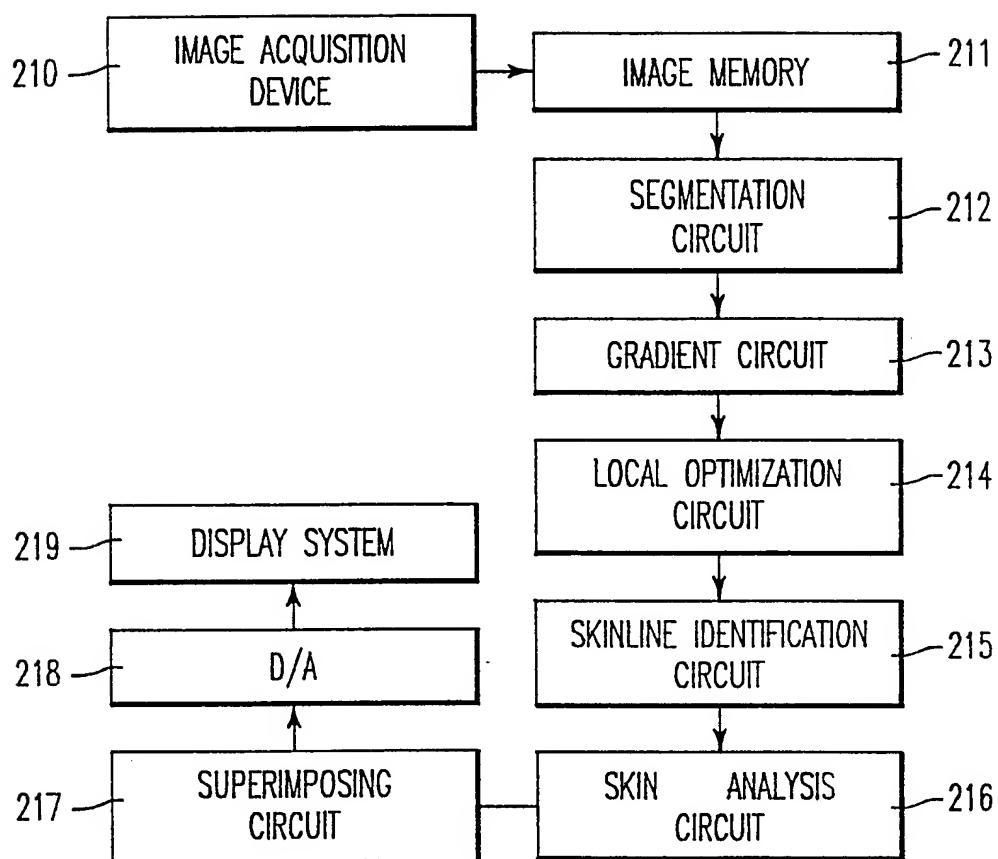 210
IMAGE ACQUISITION
DEVICE
IMAGE MEMORY
211
SEGMENTATION
CIRCUIT
212
GRADIENT CIRCUIT
213
LOCAL OPTIMIZATION
CIRCUIT
214
219
DISPLAY SYSTEM
SKINLINE IDENTIFICATION
CIRCUIT
215
218
D/A
217
SUPERIMPOSING
CIRCUIT
SKIN ANALYSIS
CIRCUIT
216